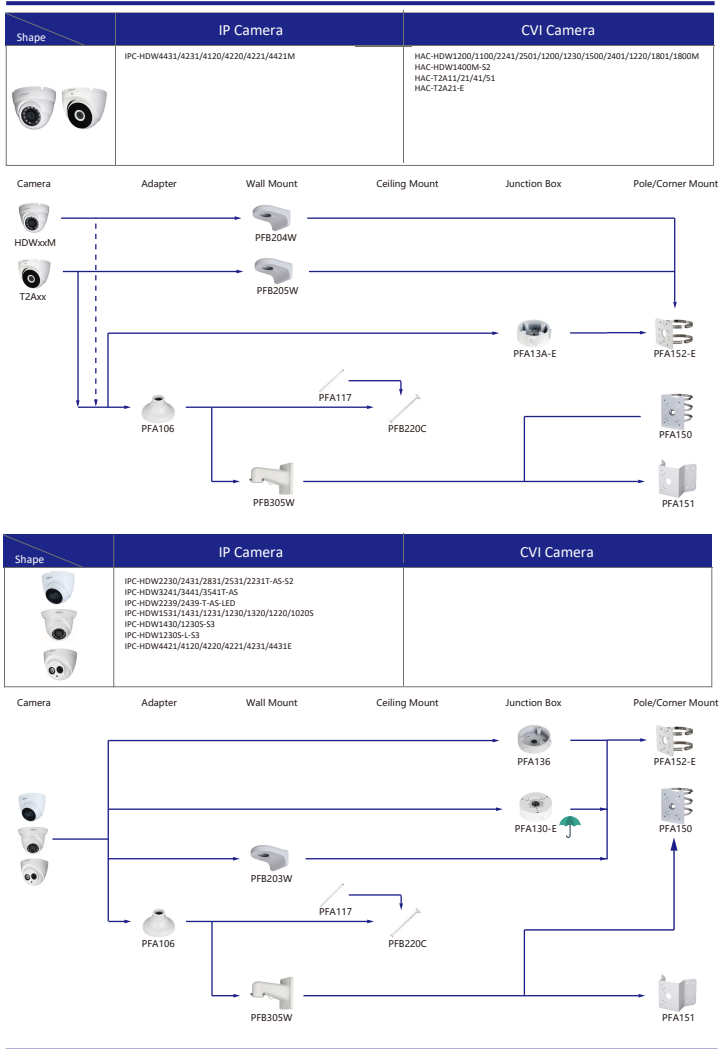 Shape
IP Camera
CVI Camera
IPC-HDW4431/4231/4120/4220/4221/4421M
HAC-HDW1200/1100/2241/2501/1200/1230/1500/2401/1220/1801/1800M
HAC-HDW1400M-S2
HAC-T2A11/21/41/51
HAC-T2A21-E
Camera
Adapter
Wall Mount
Ceiling Mount
Junction Box
Pole/Corner Mount
HDWxxM
PFB204W
T2Axx
PFB205W
PFA13A-E
PFA152-E
PFA106
PFA117
PFB220C
PFA150
PFB305W
PFA151
Shape
IP Camera
CVI Camera
IPC-HDW2230/2431/2831/2531/2231T-AS-S2
IPC-HDW3241/3441/3541T-AS
IPC-HDW2239/2439-T-AS-LED
IPC-HDW1531/1431/1231/1230/1320/1220/1020S
IPC-HDW1430/1230S-S3
IPC-HDW1230S-L-S3
IPC-HDW4421/4120/4220/4221/4231/4431E
Camera
Adapter
Wall Mount
Ceiling Mount
Junction Box
Pole/Corner Mount
PFA136
PFA152-E
PFA130-E
PFA150
PFB203W
PFA117
PFA106
PFB220C
PFB305W
PFA151